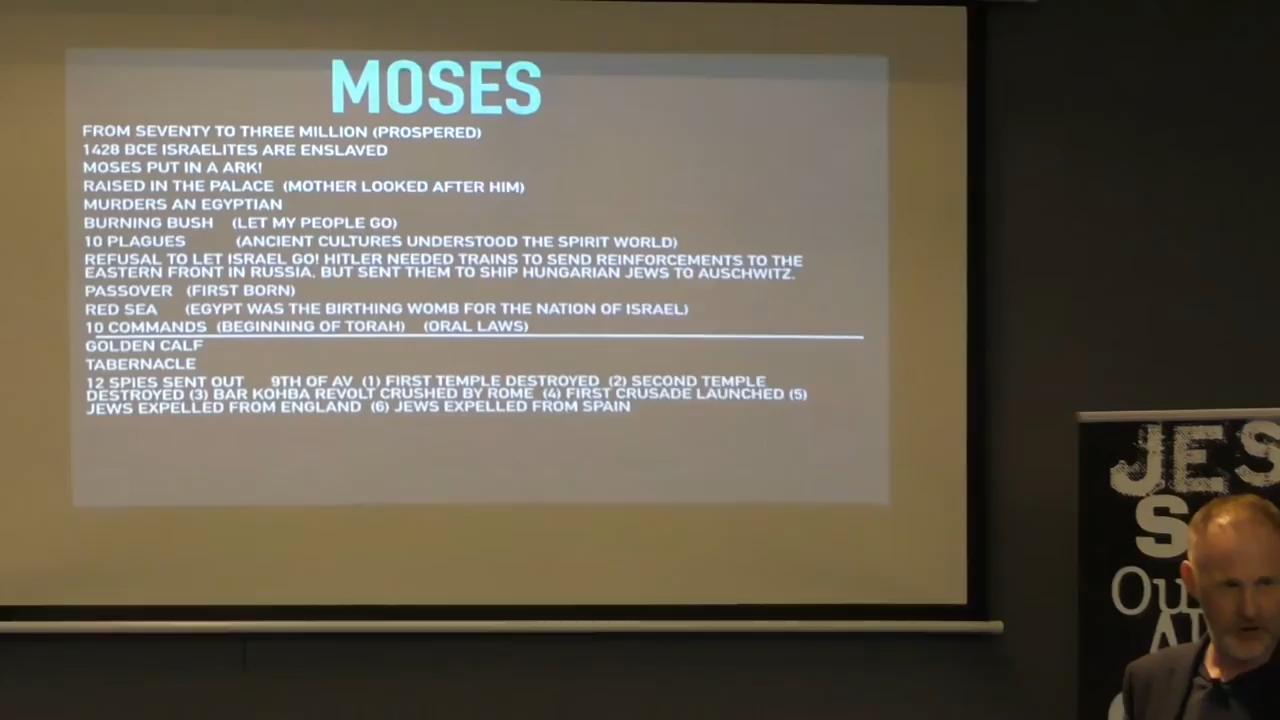 MOSES
FROM SEVENTY TO THREE MILLION (PROSPERED)
1428 BCE ISRAELITES ARE ENSLAVED
MOSES PUT IN A ARK!
RAISED IN THE PALACE (MOTHER LOOKED AFTER HIM)
MURDERS AN EGYPTIAN
BURNING BUSH (LET MY PEOPLE GO)
10 PLAGUES (ANCIENT CULTURES UNDERSTOOD THE SPIRIT WORLD)
REFUSAL TO LET ISRAEL GO! HITLER NEEDED TRAINS TO SEND REINFORCEMENTS TO THE
EASTERN FRONT IN RUSSIA, BUT SENT THEM TO SHIP HUNGARIAN JEWS TO AUSCHWITZ.
PASSOVER (FIRST BORN)
RED SEA (EGYPT WAS THE BIRTHING WOMB FOR THE NATION OF ISRAEL)
10 COMMANDS (BEGINNING OF TORAH) (ORAL LAWS)
GOLDEN CALF
TABERNACLE
12 SPIES SENT OUT 9TH OF AV (1) FIRST TEMPLE DESTROYED (2) SECOND TEMPLE
DESTROYED (3) BAR KOHBA REVOLT CRUSHED BY ROME (4) FIRST CRUSADE LAUNCHED (5)
JEWS EXPELLED FROM ENGLAND (6) JEWS EXPELLED FROM SPAIN
JES
S
Ou